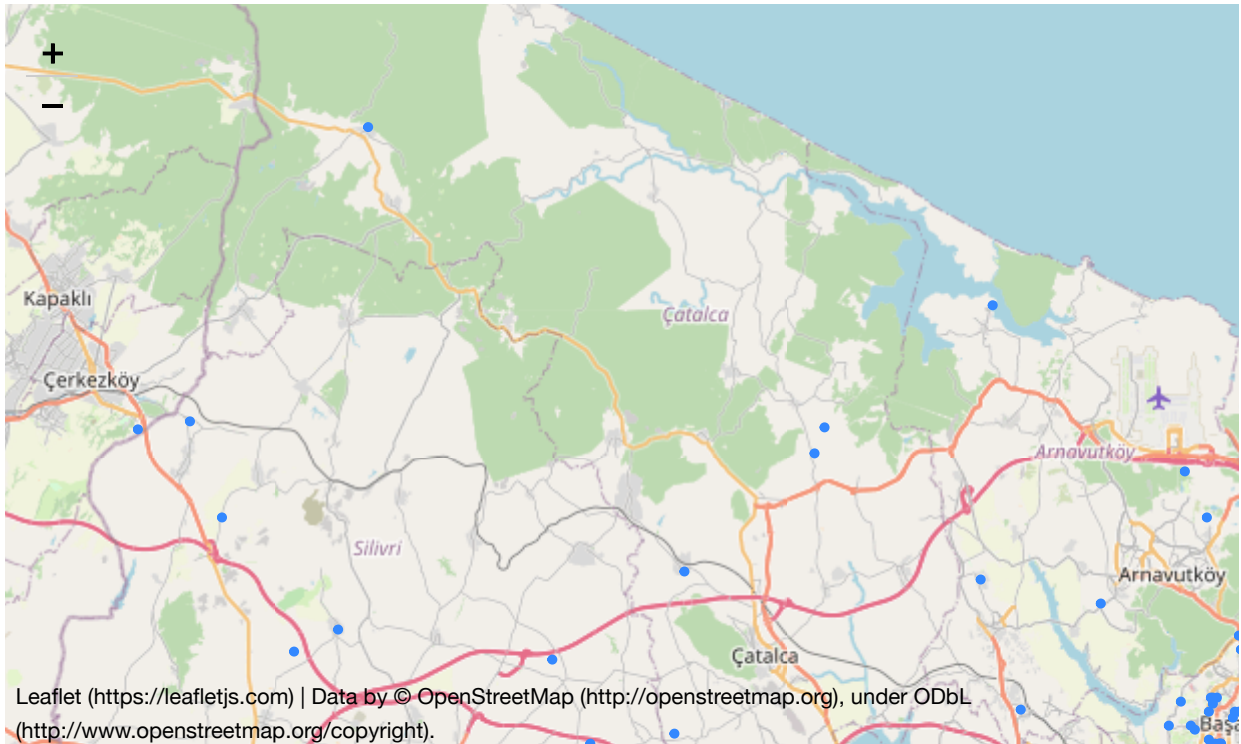 +
−
Kapaklı
Çatalca
Çerkezköy
Arnavutköy
Silivri
Arnavutköy
Çatalca
Leaflet (https://leafletjs.com) | Data by © OpenStreetMap (http://openstreetmap.org), under ODbL
(http://www.openstreetmap.org/copyright).